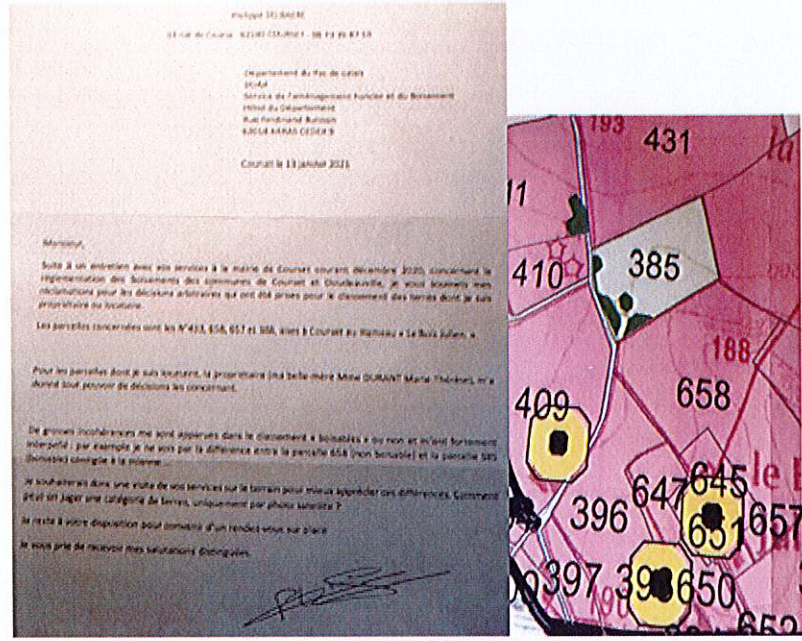 Philippe DELBAERE
Département du Pas de Calais
Service de l'aménagement Foncier et du Boisement
Hôtel du Département
Rue Ferdinand Buisson
62018 ARRAS CEDEX 9
Courset le 13 janvier 2021
Monsieur,
Suite à un entretien avec vos services à la mairie de Courset courant décembre 2020, concernant la
réglementation des boisements des communes de Courset et Doudeauville, je vous soumets mes
réclamations pour les décisions arbitraires qui ont été prises pour le classement des terres dont je suis
propriétaire ou locataire.
Les parcelles concernées sont les 658, 657 et sises à Courset au Hameau « Le Bois Julien. »
Pour les parcelles dont je suis locataire, la propriétaire (ma belle-mère Mme DURANT Marie Thérèse), m'a
donné tout pouvoir de décisions les concernant.
De grosses incohérences me sont apparues dans le classement « boisables » ou non et m'ont fortement
interpellé : par exemple je ne vois pas la différence entre la parcelle 658 (non boisable) et la parcelle 385
(boisable) contigüe à la mienne...
Je souhaiterais donc une visite de vos services sur le terrain pour mieux apprécier ces différences. Comment
peut on juger une catégorie de terres, uniquement par photo satellite ?
Je reste à votre disposition pour convenir d'un rendez-vous sur place
Je vous prie de recevoir mes salutations distinguées.
193
431
la
11
410
385
188
409
658
le
645
647
396
651
657
397
650
652